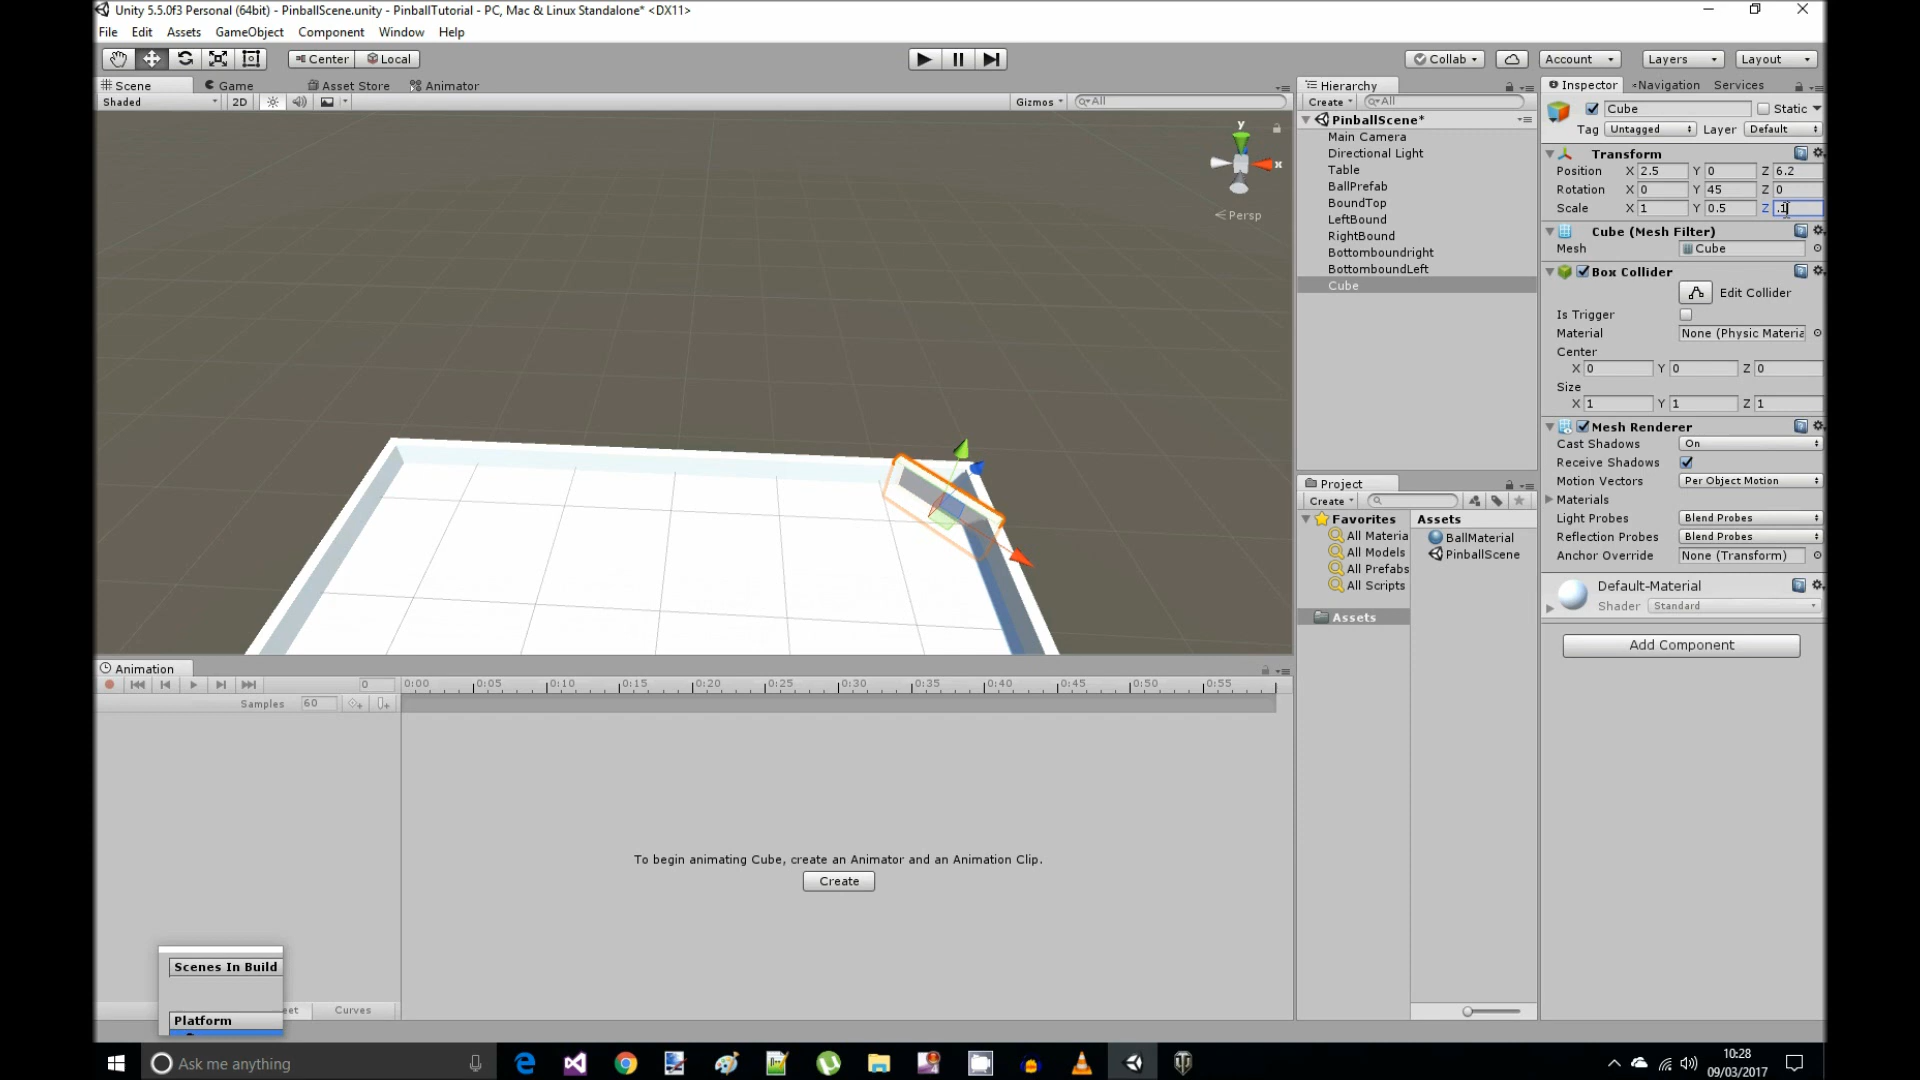 Unity 5.5.0f3 Personal (64bit) - PinballScene.unity - PinballTutorial - PC, Mac & Linux Standalone* <DX11>
File Edit Assets GameObject Component Window Help
Center Local Collab Account Layers Layout
Scene Game Asset Store Animator
Shaded 2D Gizmos All
y
x
Persp
Hierarchy
Create All
PinballScene*
Main Camera
Directional Light
Table
BallPrefab
BoundTop
LeftBound
RightBound
Bottomboundright
BottomboundLeft
Cube
Project
Create
Favorites
All Materia
All Models
All Prefabs
All Scripts
Assets
Assets
BallMaterial
PinballScene
Inspector Navigation Services
Cube Static
Tag Untagged Layer Default
Transform
Position X 2.5 Y 0 Z 6.2
Rotation X 0 Y 45 Z 0
Scale X 1 Y 0.5 Z .1
Cube (Mesh Filter)
Mesh Cube
Box Collider
Edit Collider
Is Trigger
Material None (Physic Materia
Center
X 0 Y 0 Z 0
Size
X 1 Y 1 Z 1
Mesh Renderer
Cast Shadows On
Receive Shadows
Motion Vectors Per Object Motion
Materials
Light Probes Blend Probes
Reflection Probes Blend Probes
Anchor Override None (Transform)
Default-Material
Shader Standard
Add Component
Animation
0 0:00 0:05 0:10 0:15 0:20 0:25 0:30 0:35 0:40 0:45 0:50 0:55
Samples 60
To begin animating Cube, create an Animator and an Animation Clip.
Create
Scenes In Build
Platform
eet Curves
Ask me anything
10:28
09/03/2017